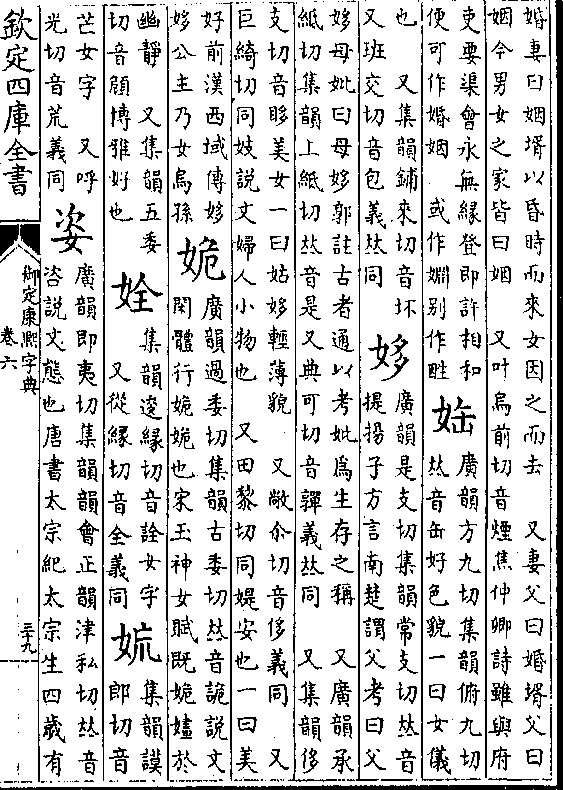 婚妻曰姻壻以昏時而來女因之而去　又妻父曰婚壻父曰
姻今男女之家皆曰姻　又叶烏前切音煙焦仲卿詩雖與府
吏要渠會永無緣登即許相和
便可作婚姻　或作婣别作
廣韻方九切集韻俯九切
𠀤音缶好色貌一曰女儀
也　又集韻鋪來切音坏
又班交切音包義𠀤同
姼
廣韻是支切集韻常支切𠀤音
提揚子方言南楚謂父考曰父
姼母妣曰母姼郭註古者通以考妣爲生存之稱　又廣韻承
紙切集韻上紙切𠀤音是又典可切音嚲義𠀤同　又集韻侈
支切音眵美女一曰姑姼輕薄貌　又敞尒切音侈義同　又
巨綺切同妓說文婦人小物也　又田黎切同媞安也一曰美
好前漢西域傳姼
姼公主乃女烏孫
姽
廣韻過委切集韻古委切𠀤音詭說文
閑體行姽姽也宋玉神女賦既姽嫿於
幽靜　又集韻五委
切音頠博雅好也
姾
集韻逡緣切音詮女字
又從緣切音全義同
集韻謨
郎切音
芒女字　又呼
光切音荒義同
姿
廣韻即夷切集韻韻會正韻津私切𠀤音
咨說文態也唐書太宗紀太宗生四歲有
欽定四庫全書
御定康熙字典
卷六
三十九